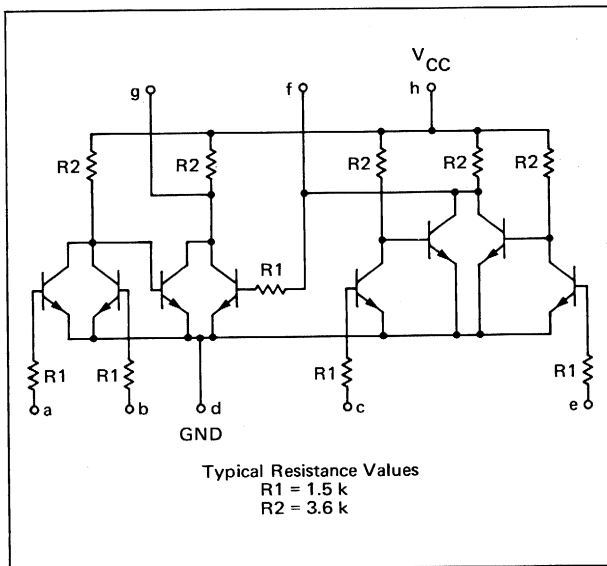 V CC
g
f
h
R2
R2
R2
R2
R2
R1
R1
R1
R1
R1
a
b
d
c
e
GND
Typical Resistance Values
R1 = 1.5 k
R2 = 3.6 k